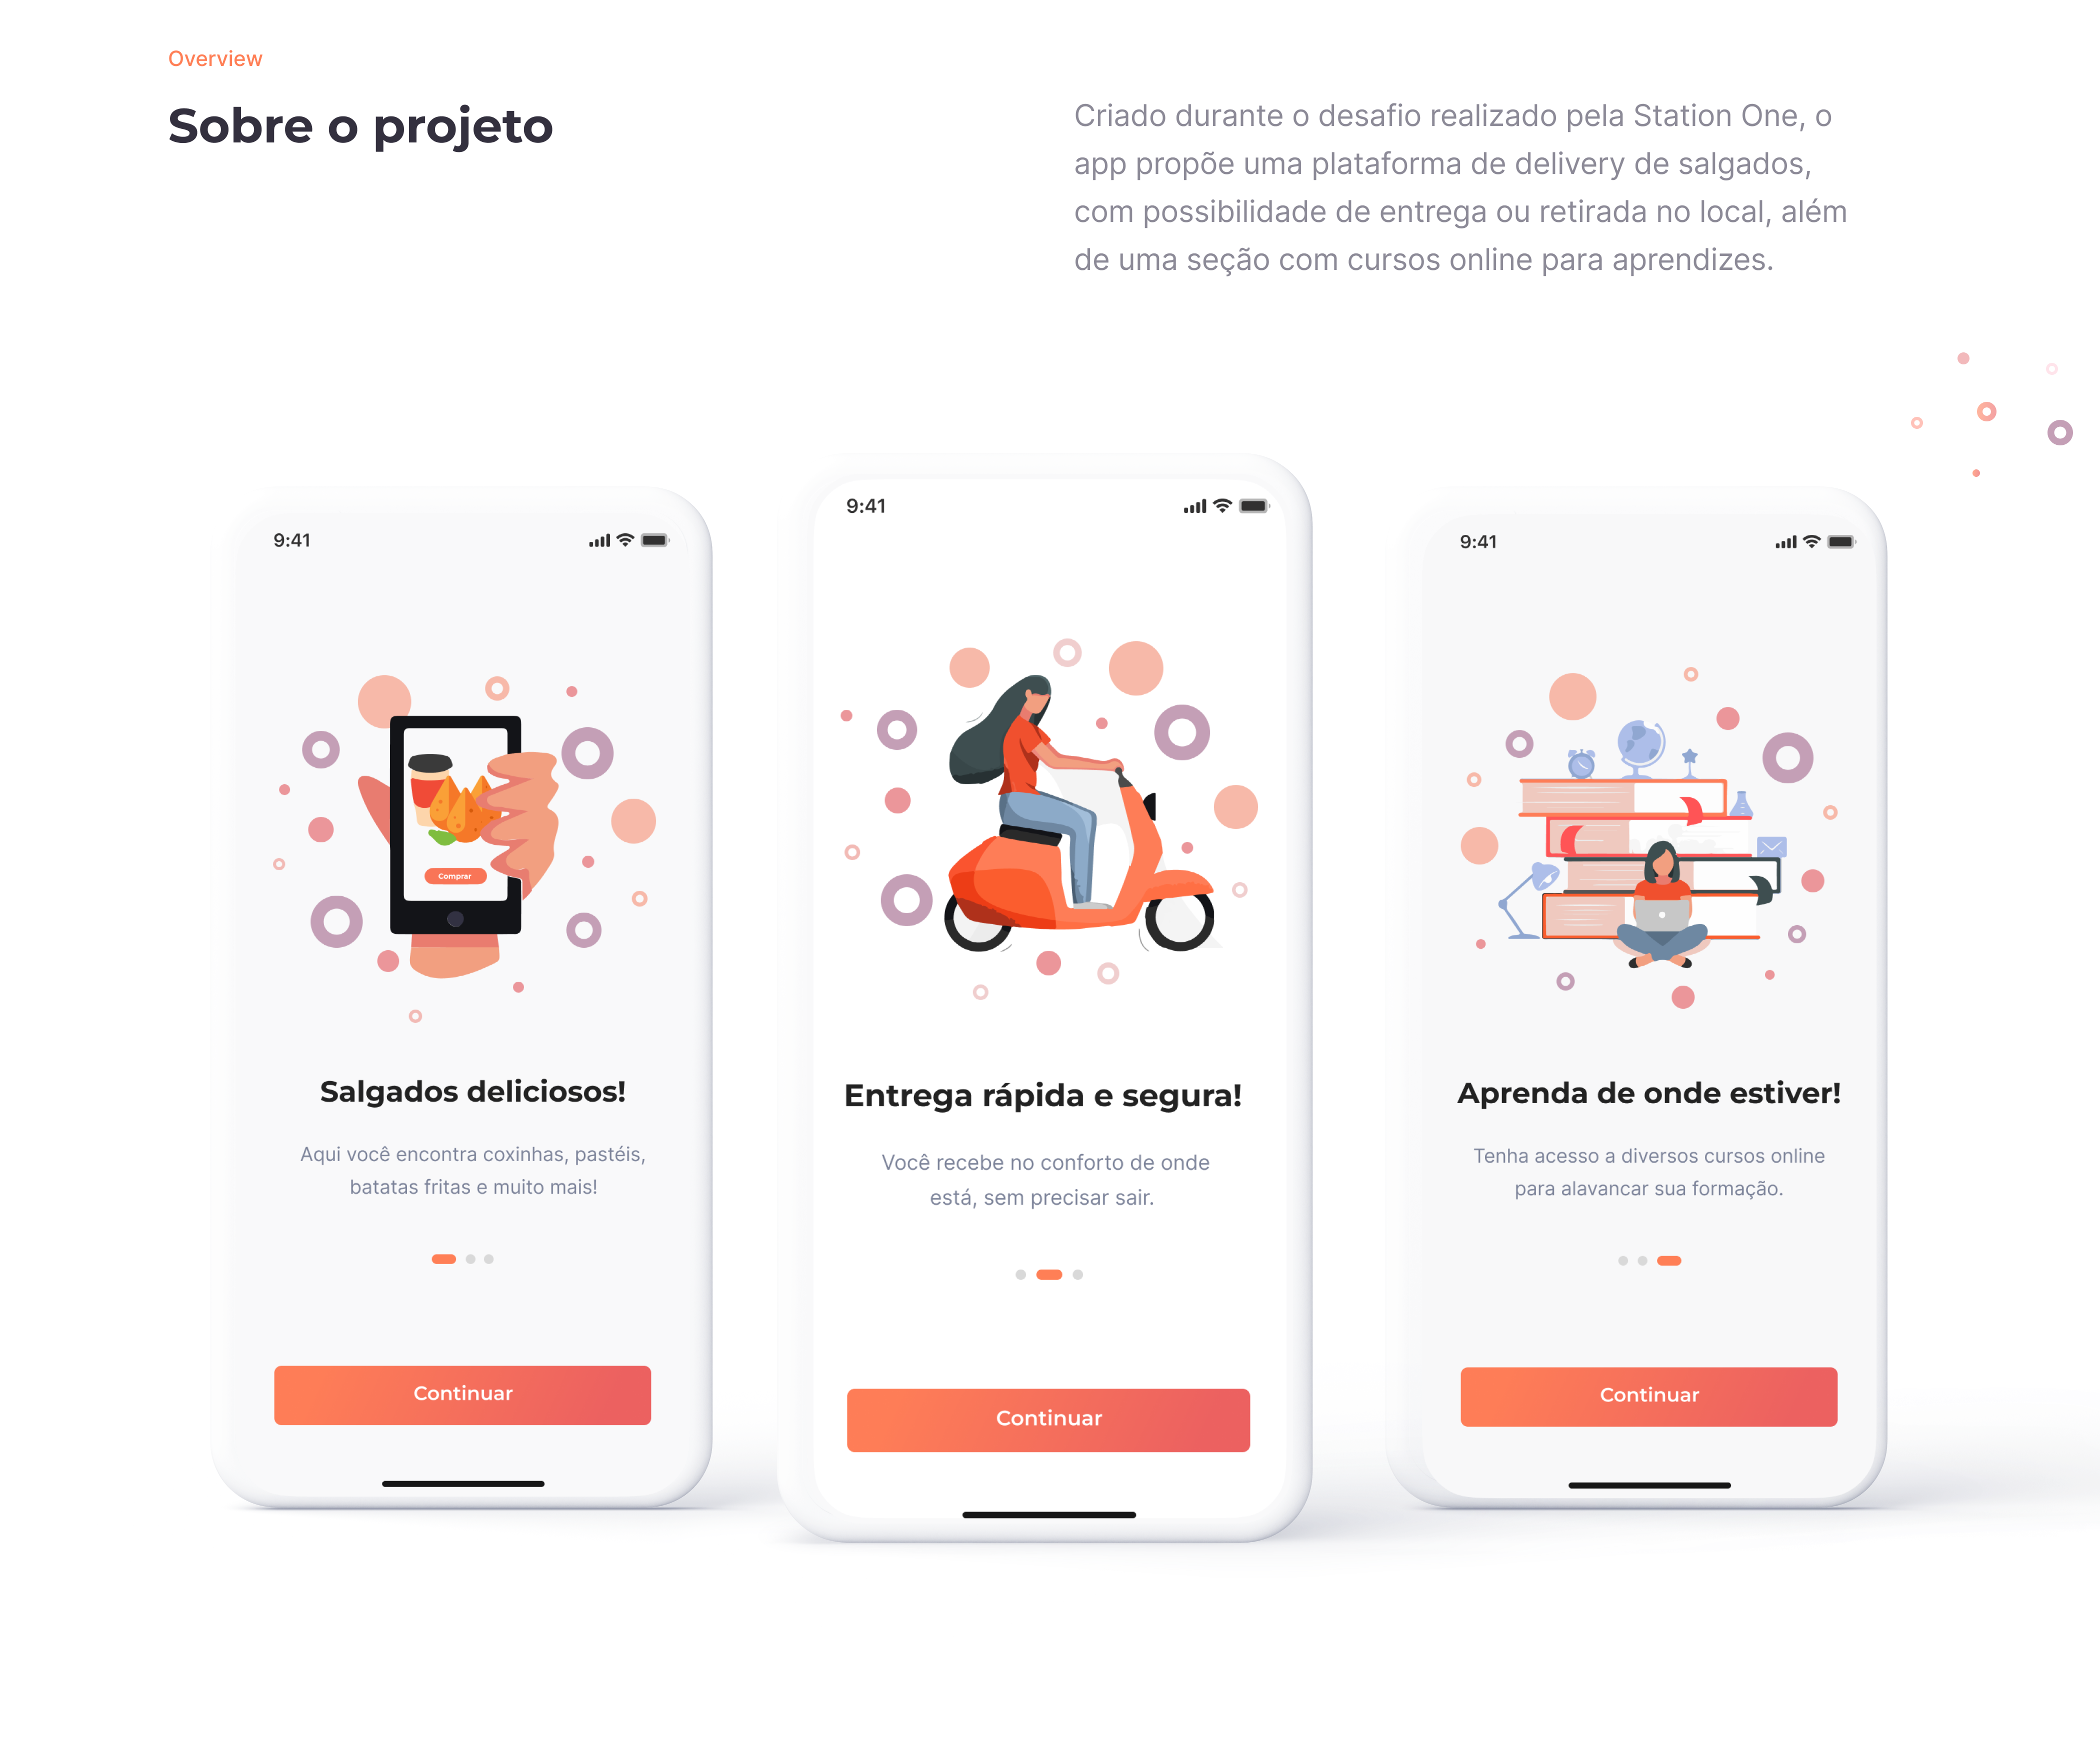 Overview
Sobre o projeto
Criado durante o desafio realizado pela Station One, o
app propõe uma plataforma de delivery de salgados,
com possibilidade de entrega ou retirada no local, além
de uma seção com cursos online para aprendizes.
9:41
Comprar
Salgados deliciosos!
Aqui você encontra coxinhas, pastéis,
batatas fritas e muito mais!
Continuar
9:41
Entrega rápida e segura!
Você recebe no conforto de onde
está, sem precisar sair.
Continuar
9:41
Aprenda de onde estiver!
Tenha acesso a diversos cursos online
para alavancar sua formação.
Continuar